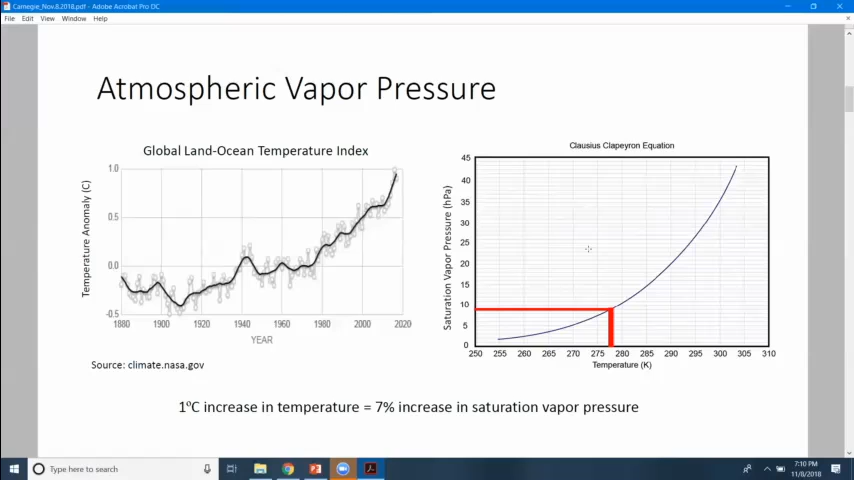 Carnegie_Nov.8.2018.pdf - Adobe Acrobat Pro DC
File Edit View Window Help
Atmospheric Vapor Pressure
Global Land-Ocean Temperature Index
1.0
0.5
0.0
-0.5
Temperature Anomaly (C)
1880 1900 1920 1940 1960 1980 2000 2020
YEAR
Source: climate.nasa.gov
Clausius Clapeyron Equation
45
40
35
30
25
20
15
10
5
0
Saturation Vapor Pressure (hPa)
250 255 260 265 270 275 280 285 290 295 300 305 310
Temperature (K)
1°C increase in temperature = 7% increase in saturation vapor pressure
Type here to search
7:10 PM
11/8/2018